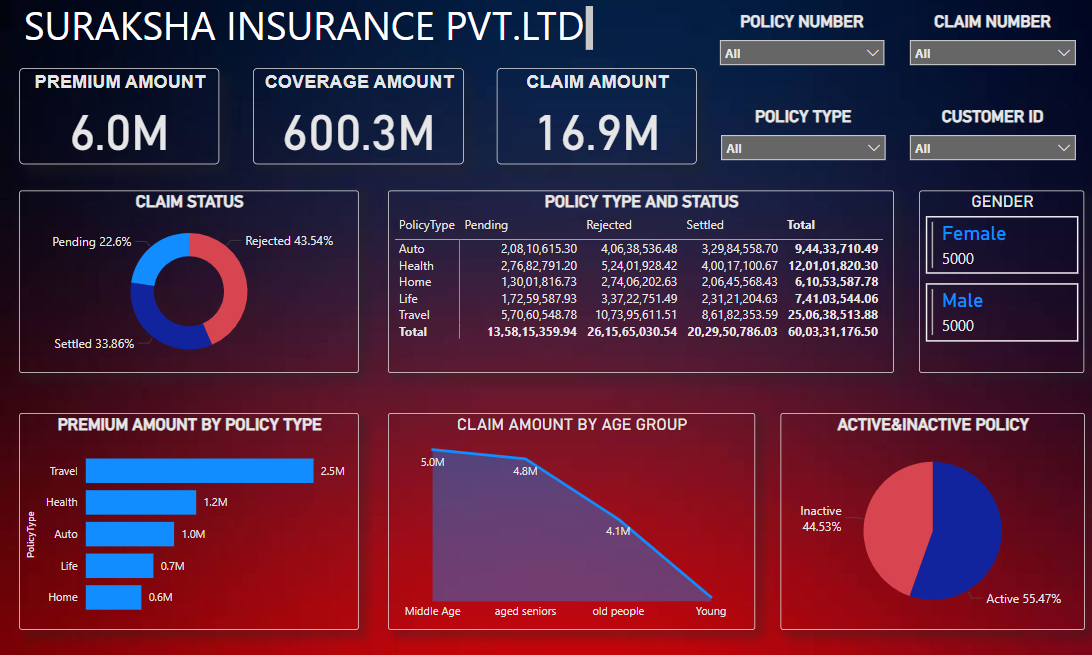 SURAKSHA INSURANCE PVT.LTD
POLICY NUMBER
All
CLAIM NUMBER
All
PREMIUM AMOUNT
6.0M
COVERAGE AMOUNT
600.3M
CLAIM AMOUNT
16.9M
POLICY TYPE
All
CUSTOMER ID
All
CLAIM STATUS
Pending 22.6%
Rejected 43.54%
Settled 33.86%
POLICY TYPE AND STATUS
PolicyType Pending Rejected Settled Total
Auto 2,08,10,615.30 4,06,38,536.48 3,29,84,558.70 9,44,33,710.49
Health 2,76,82,791.20 5,24,01,928.42 4,00,17,100.67 12,01,01,820.30
Home 1,30,01,816.73 2,74,06,202.63 2,06,45,568.43 6,10,53,587.78
Life 1,72,59,587.93 3,37,22,751.49 2,31,21,204.63 7,41,03,544.06
Travel 5,70,60,548.78 10,73,95,611.51 8,61,82,353.59 25,06,38,513.88
Total 13,58,15,359.94 26,15,65,030.54 20,29,50,786.03 60,03,31,176.50
GENDER
Female
5000
Male
5000
PREMIUM AMOUNT BY POLICY TYPE
PolicyType
Travel 2.5M
Health 1.2M
Auto 1.0M
Life 0.7M
Home 0.6M
CLAIM AMOUNT BY AGE GROUP
5.0M
4.8M
4.1M
Middle Age aged seniors old people Young
ACTIVE&INACTIVE POLICY
Inactive
44.53%
Active 55.47%